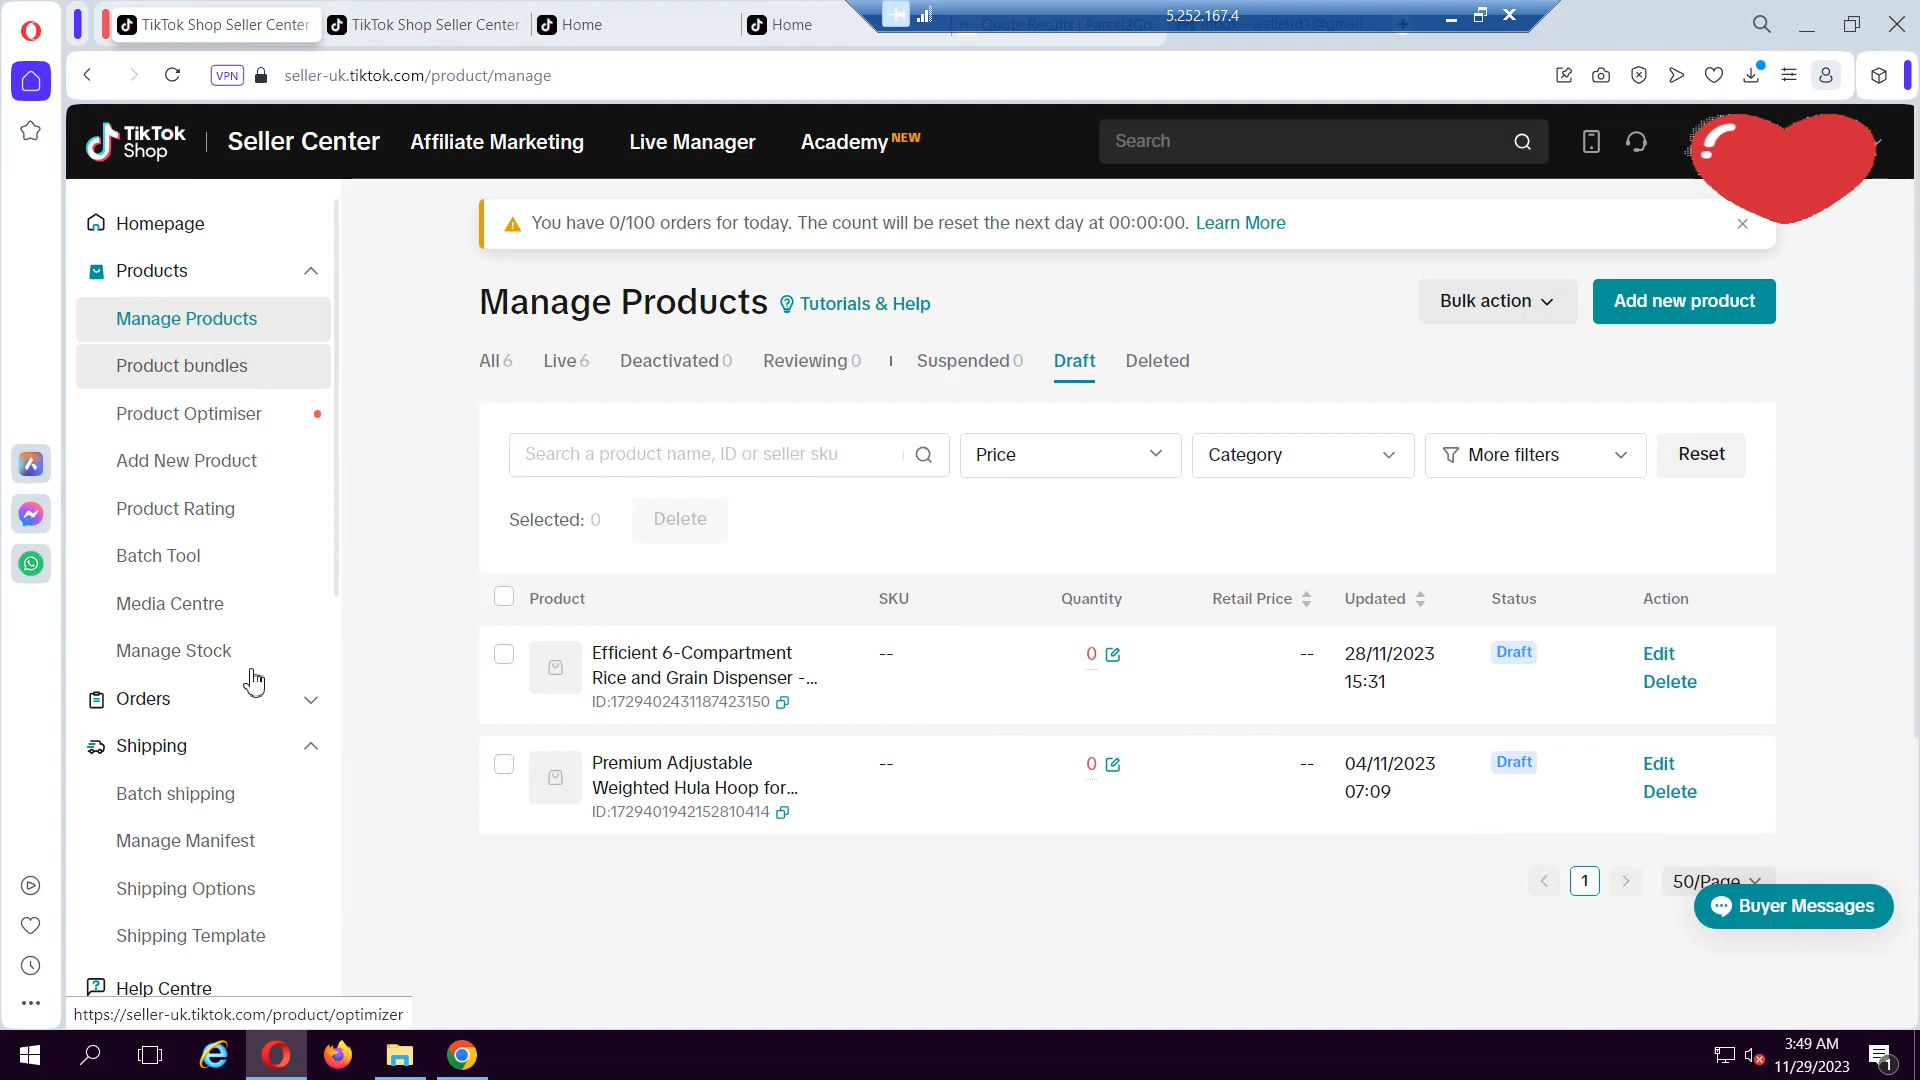 TikTok Shop Seller Center
TikTok Shop Seller Center
Home
Home
Quote Results | Parcel2Go
5.252.167.4
VPN
seller-uk.tiktok.com/product/manage
TikTok Shop
Seller Center
Affiliate Marketing
Live Manager
Academy NEW
Search
Homepage
Products
Manage Products
Product bundles
Product Optimiser
Add New Product
Product Rating
Batch Tool
Media Centre
Manage Stock
Orders
Shipping
Batch shipping
Manage Manifest
Shipping Options
Shipping Template
Help Centre
You have 0/100 orders for today. The count will be reset the next day at 00:00:00. Learn More
Manage Products
Tutorials & Help
Bulk action
Add new product
All 6
Live 6
Deactivated 0
Reviewing 0
Suspended 0
Draft
Deleted
Search a product name, ID or seller sku
Price
Category
More filters
Reset
Selected: 0
Delete
Product
SKU
Quantity
Retail Price
Updated
Status
Action
Efficient 6-Compartment
Rice and Grain Dispenser -...
ID:1729402431187423150
--
0
--
28/11/2023
15:31
Draft
Edit
Delete
Premium Adjustable
Weighted Hula Hoop for...
ID:1729401942152810414
--
0
--
04/11/2023
07:09
Draft
Edit
Delete
1
50/Page
Buyer Messages
https://seller-uk.tiktok.com/product/optimizer
3:49 AM
11/29/2023
1